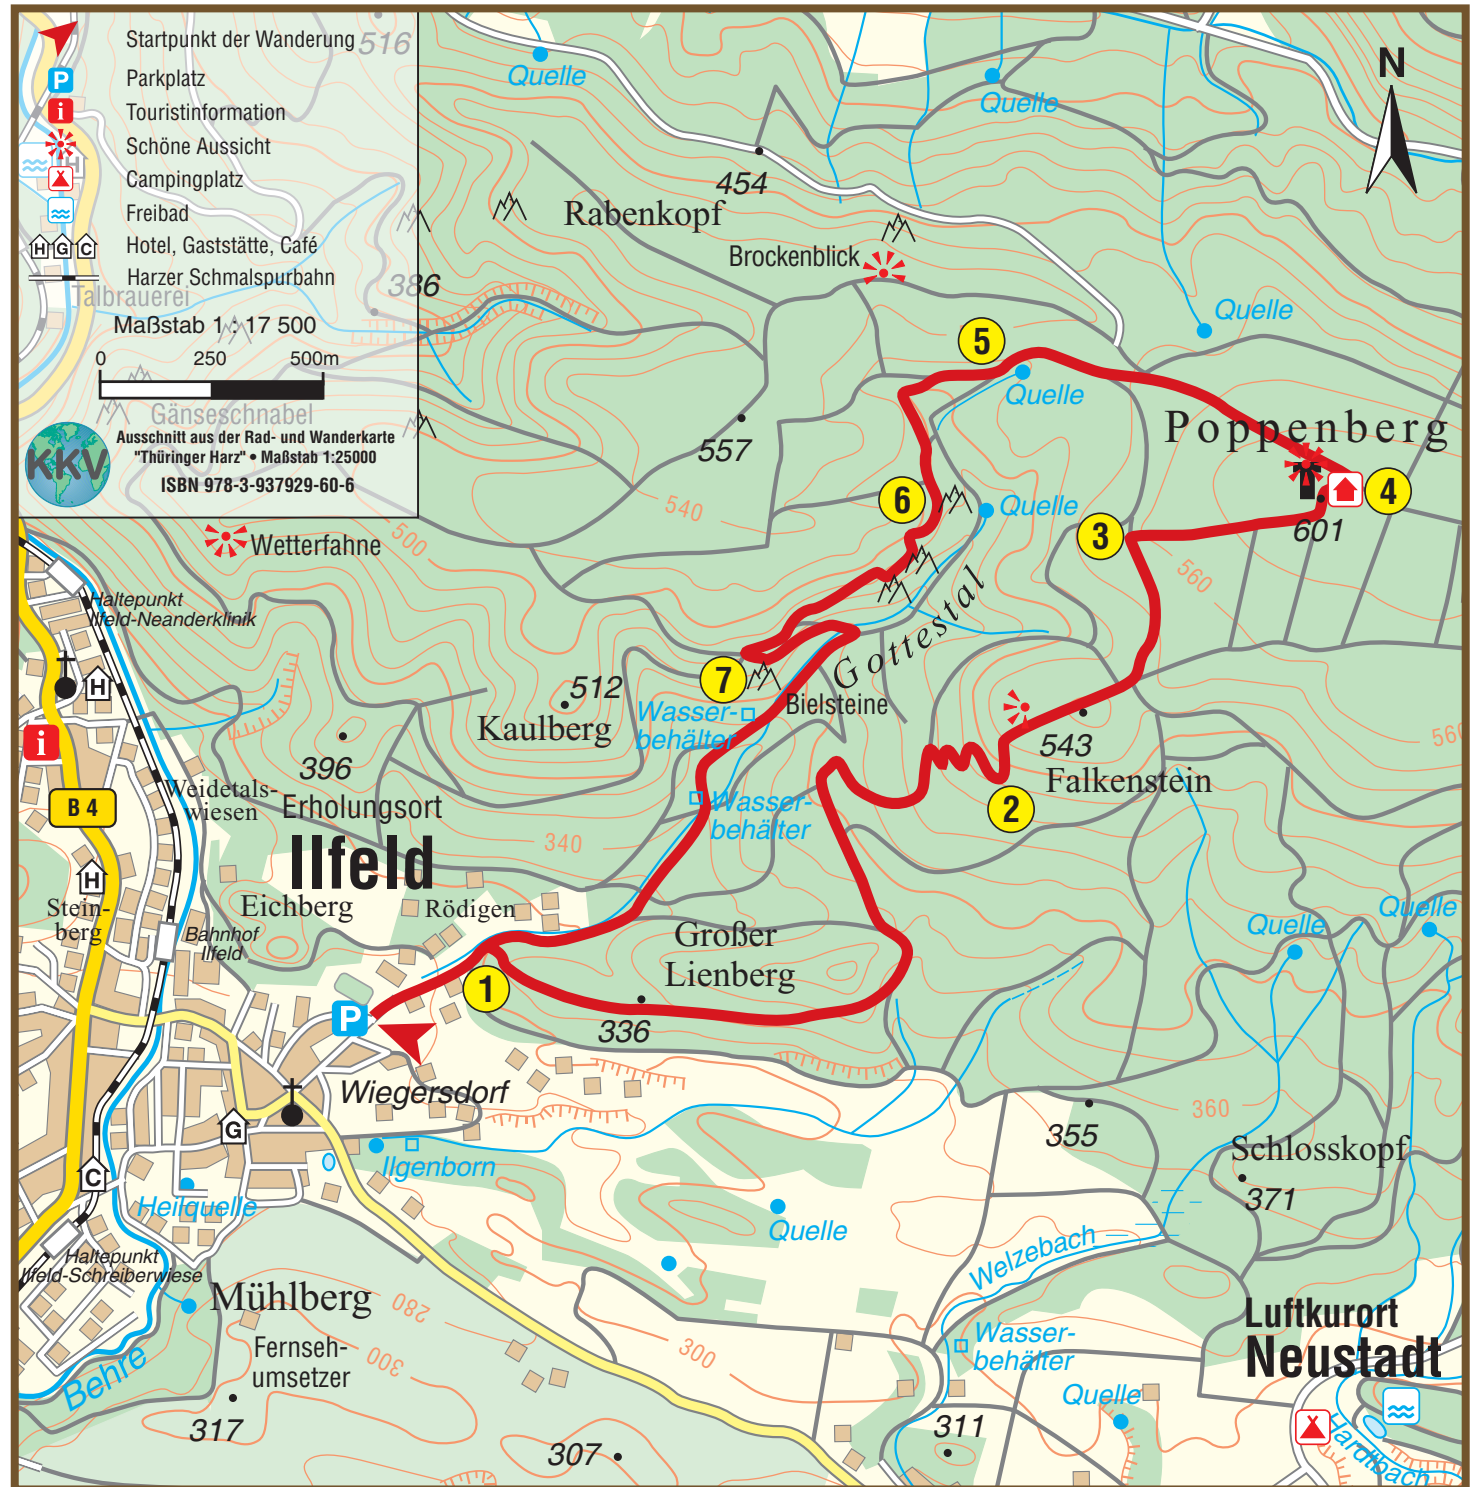 Startpunkt der Wanderung
516
Parkplatz
Touristinformation
Schöne Aussicht
Campingplatz
Freibad
Hotel, Gaststätte, Café
Harzer Schmalspurbahn
P
i
H G C
H
Talbrauerei
386
Maßstab 1 : 17 500
0 250 500m
Gänseschnabel
KKV
Ausschnitt aus der Rad- und Wanderkarte
"Thüringer Harz" • Maßstab 1:25000
ISBN 978-3-937929-60-6
N
Quelle
Quelle
454
Rabenkopf
Brockenblick
Quelle
5
Quelle
Poppenberg
557
4
6
540
Quelle
601
3
500
Wetterfahne
560
Haltepunkt
Ilfeld-Neanderklinik
Gottestal
7
H
512
Bielsteine
Kaulberg
Wasser-
behälter
i
543
560
396
Falkenstein
Weidetals-
wiesen
Erholungsort
B 4
Wasser-
behälter
2
Ilfeld
340
H
Stein-
berg
Eichberg
Rödigen
Quelle
Quelle
Bahnhof
Ilfeld
Großer
Lienberg
1
P
336
Wiegersdorf
355
360
G
Schlosskopf
Ilgenborn
C
371
Heilquelle
Quelle
Welzebach
Haltepunkt
Ilfeld-Schreiberwiese
Mühlberg
280
Luftkurort
Neustadt
Fernseh-
umsetzer
300
300
Wasser-
behälter
Behre
Quelle
317
311
307
Hardtbach